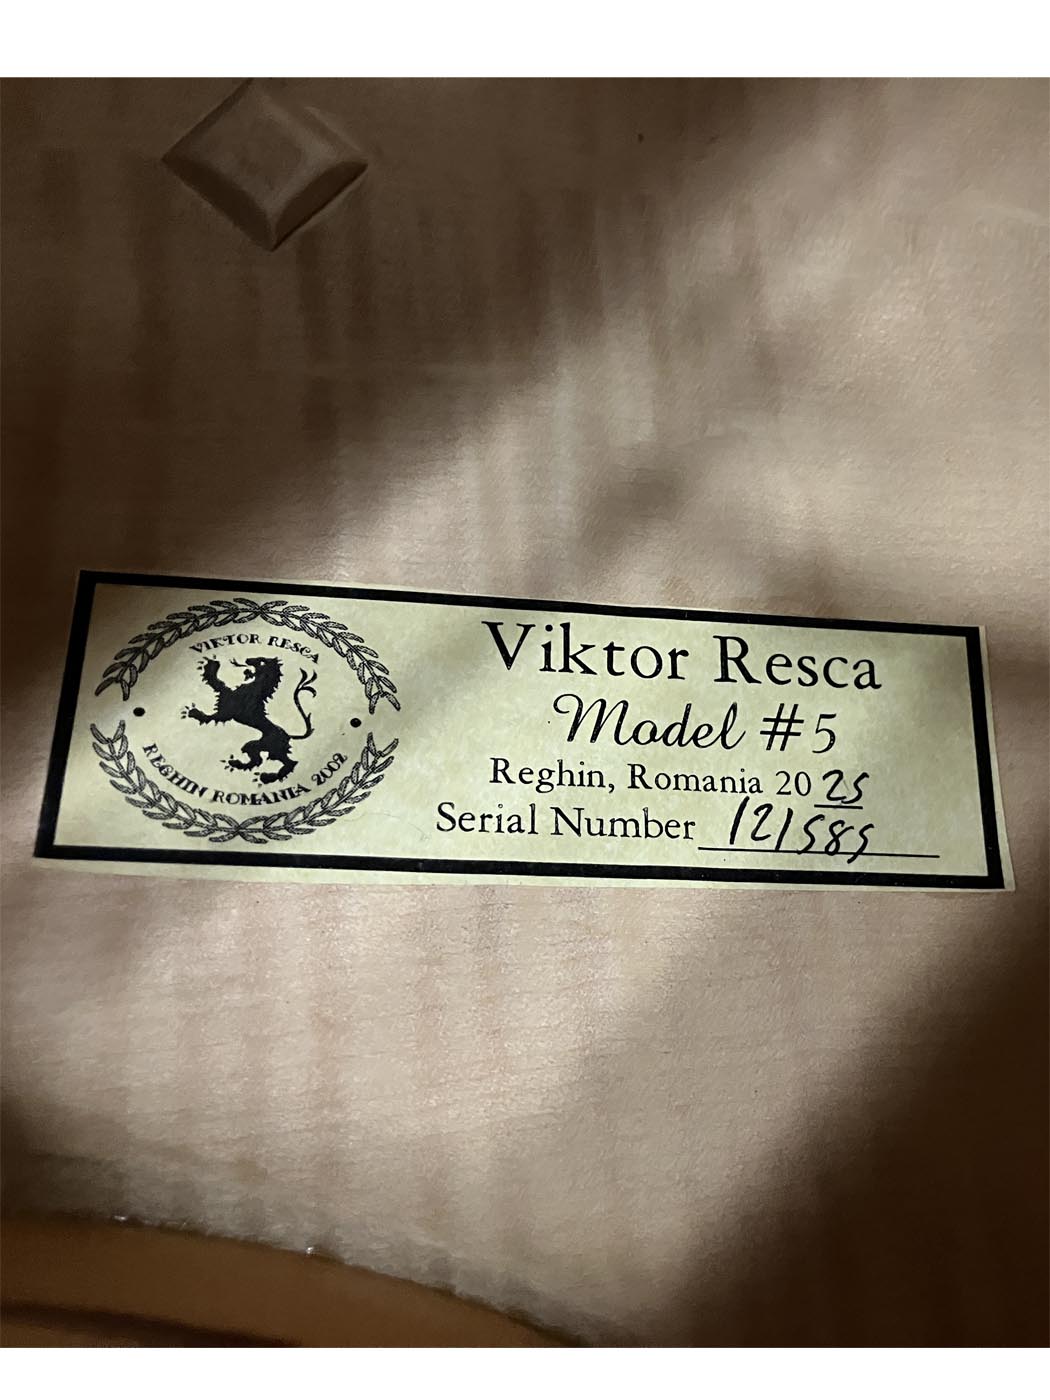 VIKTOR RESCA
REGHIN ROMANIA 2002
Viktor Resca
Model #5
Reghin, Romania 2025
Serial Number 121585